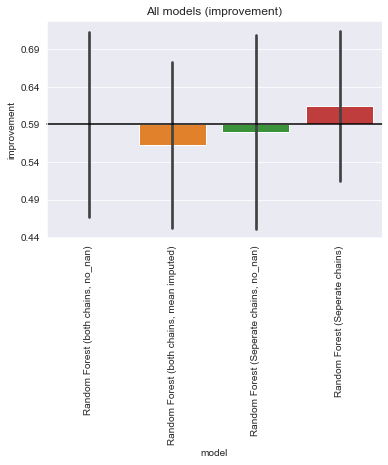 All models (improvement)
improvement
0.69
0.64
0.59
0.54
0.49
0.44
Random Forest (both chains, no_nan)
Random Forest (both chains, mean imputed)
Random Forest (Seperate chains, no_nan)
Random Forest (Seperate chains)
model